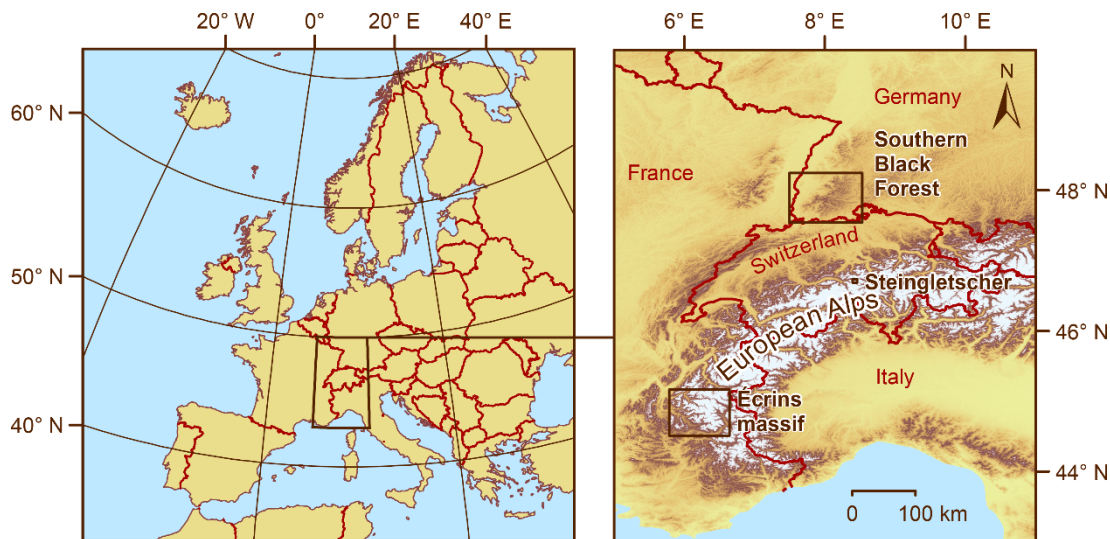 20° W 0° 20° E 40° E
60° N
50° N
40° N
6° E 8° E 10° E
N
Germany
Southern
Black
Forest
France
48° N
Switzerland
Steingletscher
European Alps
46° N
Italy
Écrins
massif
44° N
0 100 km